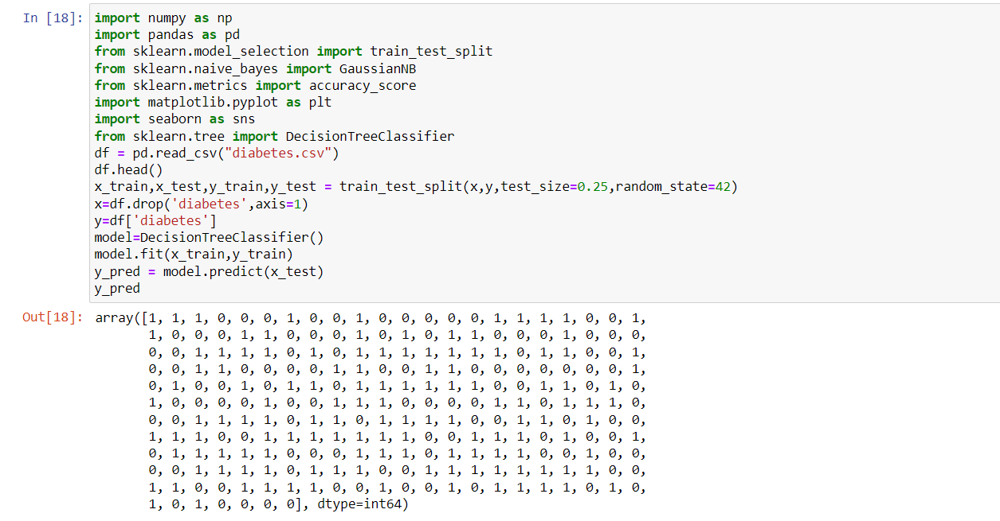 In [18]: import numpy as np
import pandas as pd
from sklearn.model_selection import train_test_split
from sklearn.naive_bayes import GaussianNB
from sklearn.metrics import accuracy_score
import matplotlib.pyplot as plt
import seaborn as sns
from sklearn.tree import DecisionTreeClassifier
df = pd.read_csv("diabetes.csv")
df.head()
x_train,x_test,y_train,y_test = train_test_split(x,y,test_size=0.25,random_state=42)
x=df.drop('diabetes',axis=1)
y=df['diabetes']
model=DecisionTreeClassifier()
model.fit(x_train,y_train)
y_pred = model.predict(x_test)
y_pred
Out[18]: array([1, 1, 1, 0, 0, 0, 1, 0, 0, 1, 0, 0, 0, 0, 0, 1, 1, 1, 1, 0, 0, 1,
1, 0, 0, 0, 1, 1, 0, 0, 0, 1, 0, 1, 0, 1, 1, 0, 0, 0, 1, 0, 0, 0,
0, 0, 1, 1, 1, 1, 0, 1, 0, 1, 1, 1, 1, 1, 1, 1, 0, 1, 1, 0, 0, 1,
0, 0, 1, 1, 0, 0, 0, 0, 1, 1, 0, 0, 1, 1, 0, 0, 0, 0, 0, 0, 0, 1,
0, 1, 0, 0, 1, 0, 1, 1, 0, 1, 1, 1, 1, 1, 1, 0, 0, 1, 1, 0, 1, 0,
1, 0, 0, 0, 0, 1, 0, 0, 1, 1, 1, 0, 0, 0, 0, 1, 1, 0, 1, 1, 1, 0,
0, 0, 1, 1, 1, 1, 0, 1, 1, 0, 1, 1, 1, 1, 0, 0, 1, 1, 0, 1, 0, 0,
1, 1, 1, 0, 0, 1, 1, 1, 1, 1, 1, 1, 0, 0, 1, 1, 1, 0, 1, 0, 0, 1,
0, 1, 1, 1, 1, 1, 0, 0, 0, 1, 1, 1, 0, 1, 1, 1, 1, 0, 0, 1, 0, 0,
0, 0, 1, 1, 1, 1, 0, 1, 1, 1, 0, 0, 1, 1, 1, 1, 1, 1, 1, 1, 0, 0,
1, 1, 0, 0, 1, 1, 1, 1, 0, 0, 1, 0, 0, 1, 0, 1, 1, 1, 1, 0, 1, 0,
1, 0, 1, 0, 0, 0, 0], dtype=int64)